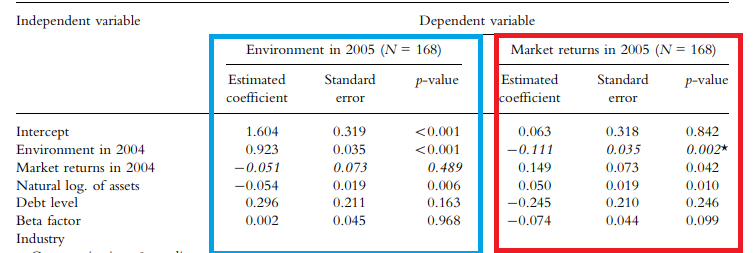 Independent variable Dependent variable
Environment in 2005 (N = 168) Market returns in 2005 (N = 168)
Estimated Standard p-value Estimated Standard p-value
coefficient error coefficient error
Intercept 1.604 0.319 <0.001 0.063 0.318 0.842
Environment in 2004 0.923 0.035 <0.001 −0.111 0.035 0.002★
Market returns in 2004 −0.051 0.073 0.489 0.149 0.073 0.042
Natural log. of assets −0.054 0.019 0.006 0.050 0.019 0.010
Debt level 0.296 0.211 0.163 −0.245 0.210 0.246
Beta factor 0.002 0.045 0.968 −0.074 0.044 0.099
Industry